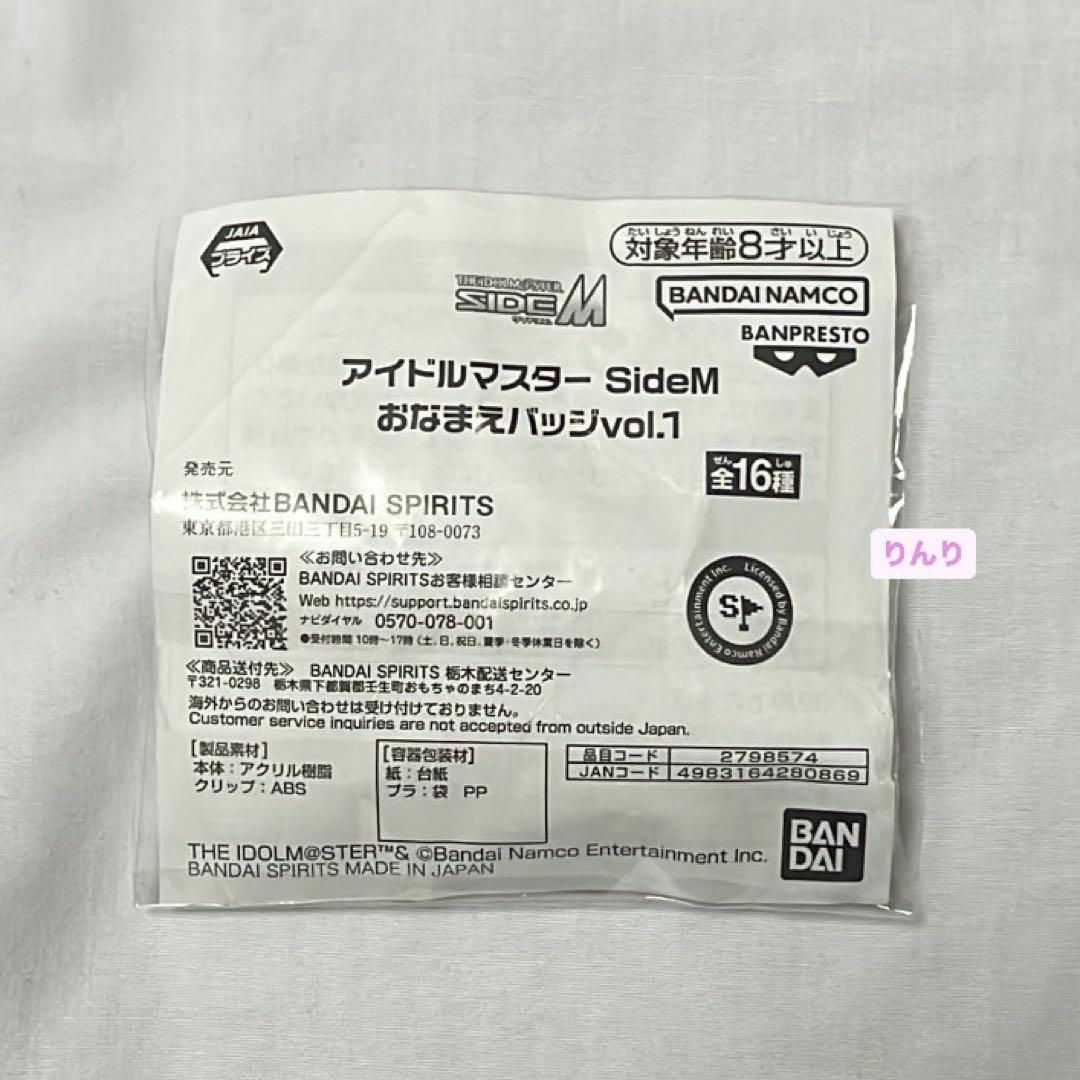 JAIA
プライズ
たいしょうねんれい さい いじょう
対象年齢8才以上
THE IDOLM@STER
SIDEM
サイドエム
BANDAI NAMCO
BANPRESTO
アイドルマスター SideM
おなまえバッジvol.1
ぜん しゅ
全16種
発売元
株式会社BANDAI SPIRITS
東京都港区三田三丁目5-19 〒108-0073
≪お問い合わせ先≫
BANDAI SPIRITSお客様相談センター
Web https://support.bandaispirits.co.jp
ナビダイヤル 0570-078-001
●受付時間 10時～17時 (土、日、祝日、夏季・冬季休業日を除く)
りんり
Licensed by Bandai Namco Entertainment Inc.
≪商品送付先≫ BANDAI SPIRITS 栃木配送センター
〒321-0298 栃木県下都賀郡壬生町おもちゃのまち4-2-20
海外からのお問い合わせは受け付けておりません。
Customer service inquiries are not accepted from outside Japan.
[製品素材]
本体：アクリル樹脂
クリップ：ABS
[容器包装材]
紙：台紙
プラ：袋 PP
品目コード 2798574
JANコード 4983164280869
BAN
DAI
THE IDOLM@STER™& ©Bandai Namco Entertainment Inc.
BANDAI SPIRITS MADE IN JAPAN